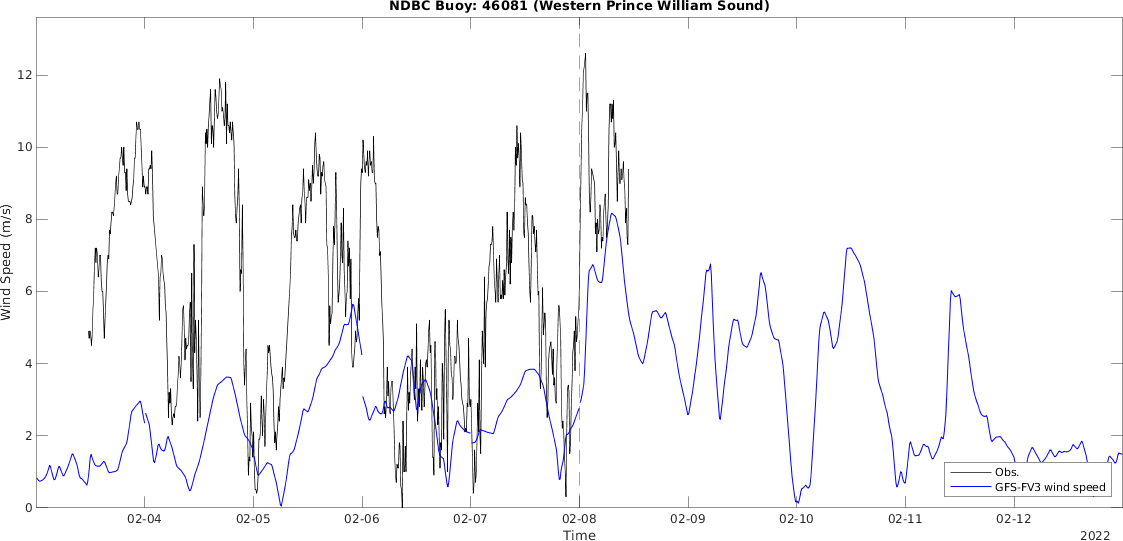 NDBC Buoy: 46081 (Western Prince William Sound)
Wind Speed (m/s)
12
10
8
6
4
2
0
02-04 02-05 02-06 02-07 02-08 02-09 02-10 02-11 02-12
Time
2022
Obs.
GFS-FV3 wind speed